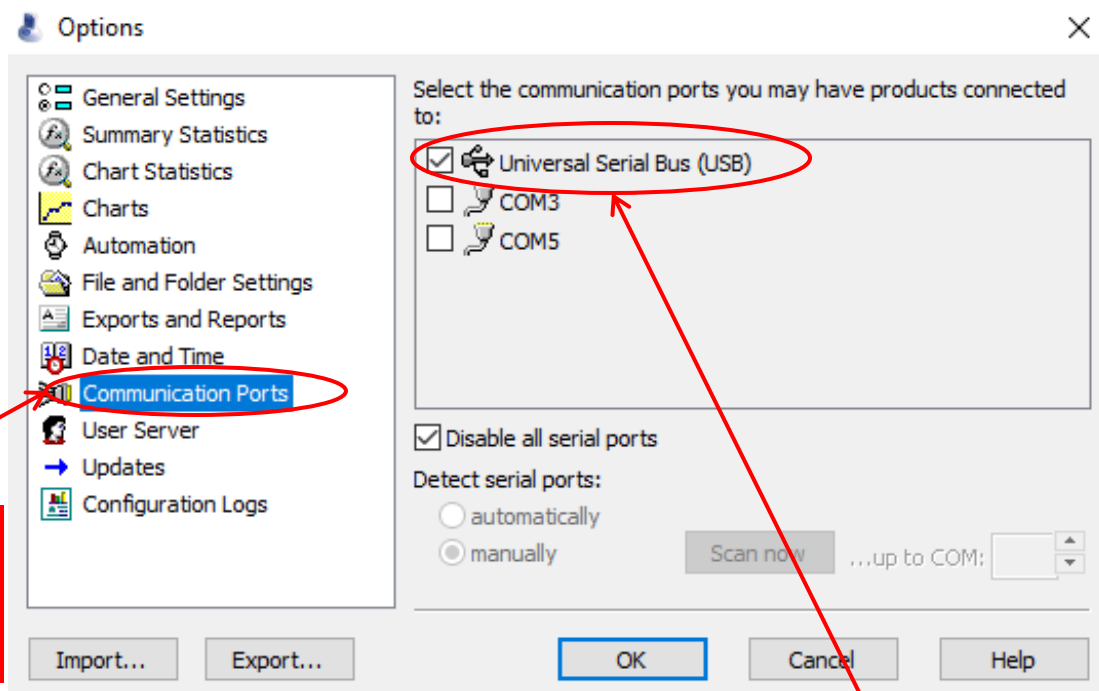 Options
General Settings
Summary Statistics
Chart Statistics
Charts
Automation
File and Folder Settings
Exports and Reports
Date and Time
Communication Ports
User Server
Updates
Configuration Logs
Select the communication ports you may have products connected
to:
Universal Serial Bus (USB)
COM3
COM5
Disable all serial ports
Detect serial ports:
automatically
manually
Scan now ...up to COM:
Import... Export... OK Cancel Help